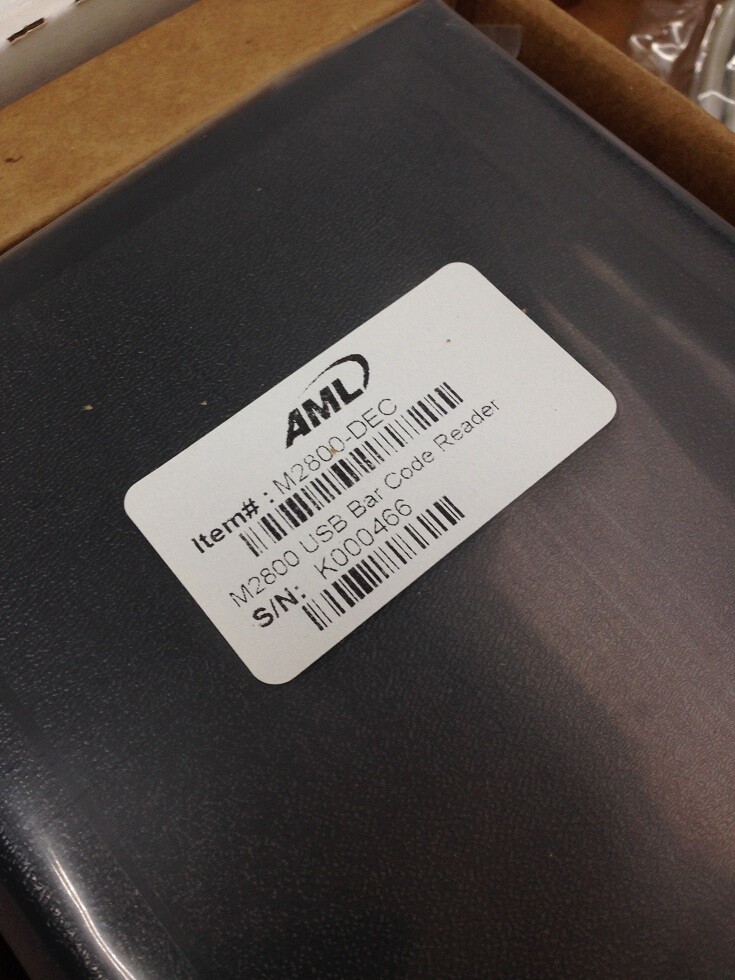 AML
Item# : M2800-DEC
M2800 USB Bar Code Reader
S/N: K000466